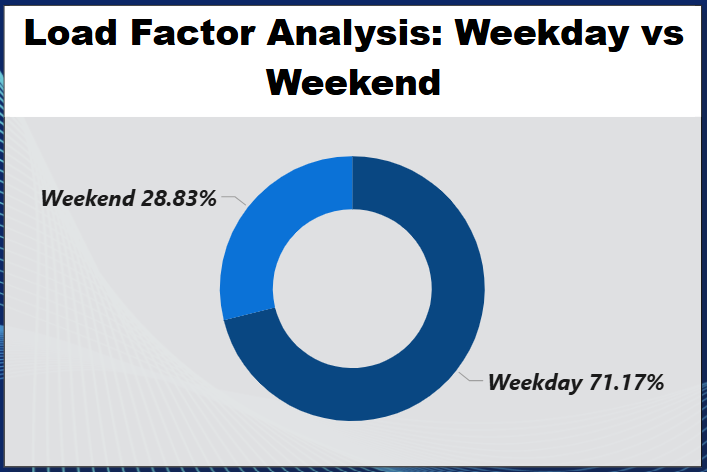 Load Factor Analysis: Weekday vs
Weekend
Weekend 28.83%
Weekday 71.17%